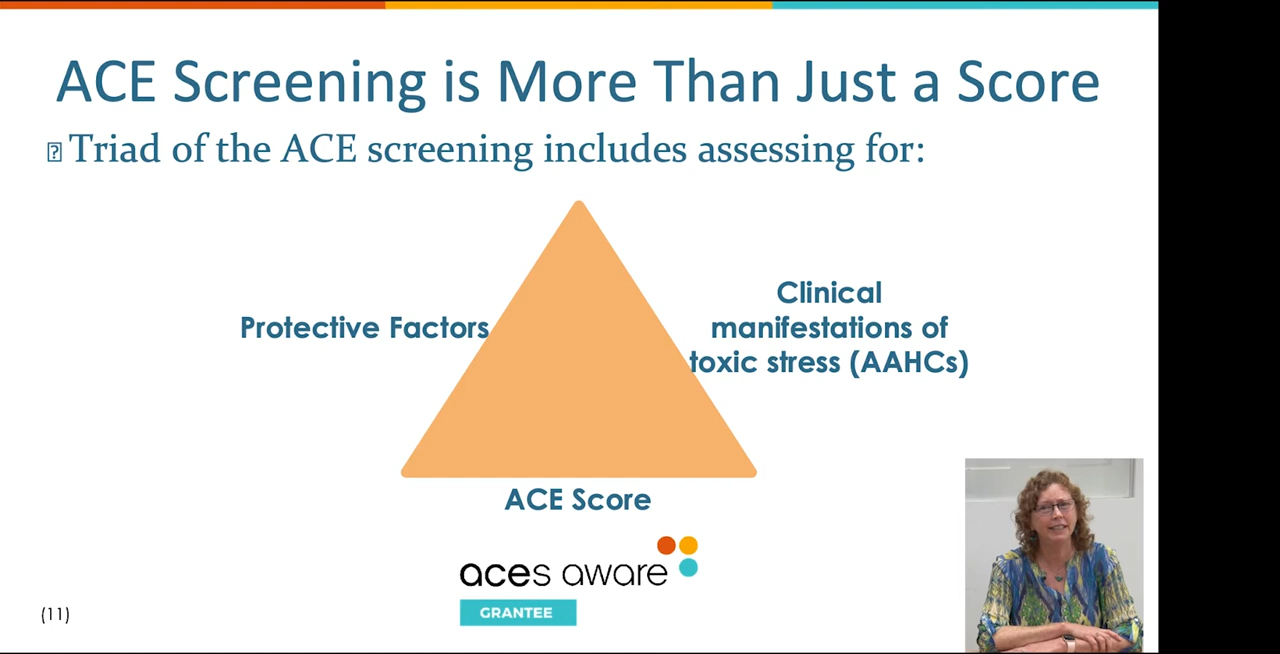 ACE Screening is More Than Just a Score
Triad of the ACE screening includes assessing for:
Protective Factors
Clinical
manifestations of
toxic stress (AAHCs)
ACE Score
aces aware
GRANTEE
(11)